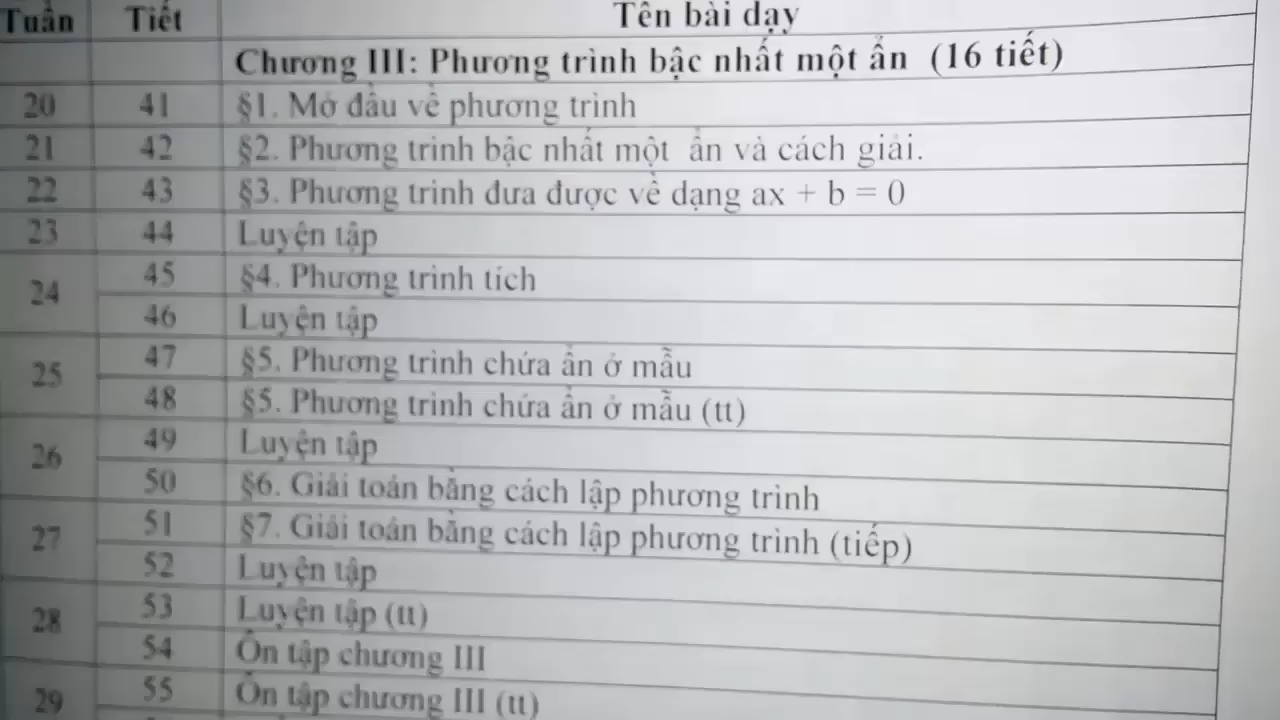 Tuần Tiết Tên bài dạy
Chương III: Phương trình bậc nhất một ẩn (16 tiết)
20 41 §1. Mở đầu về phương trình
21 42 §2. Phương trình bậc nhất một ẩn và cách giải.
22 43 §3. Phương trình đưa được về dạng ax + b = 0
23 44 Luyện tập
24 45 §4. Phương trình tích
46 Luyện tập
25 47 §5. Phương trình chứa ẩn ở mẫu
48 §5. Phương trình chứa ẩn ở mẫu (tt)
26 49 Luyện tập
50 §6. Giải toán bằng cách lập phương trình
27 51 §7. Giải toán bằng cách lập phương trình (tiếp)
52 Luyện tập
28 53 Luyện tập (tt)
54 Ôn tập chương III
29 55 Ôn tập chương III (tt)